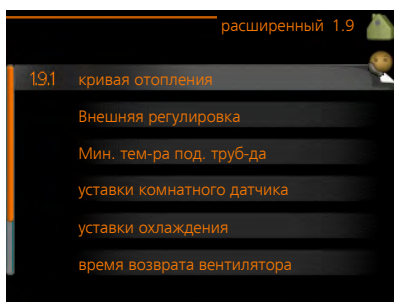 расширенный 1.9
1.9.1 кривая отопления
Внешняя регулировка
Мин. тем-ра под. труб-да
уставки комнатного датчика
уставки охлаждения
время возврата вентилятора